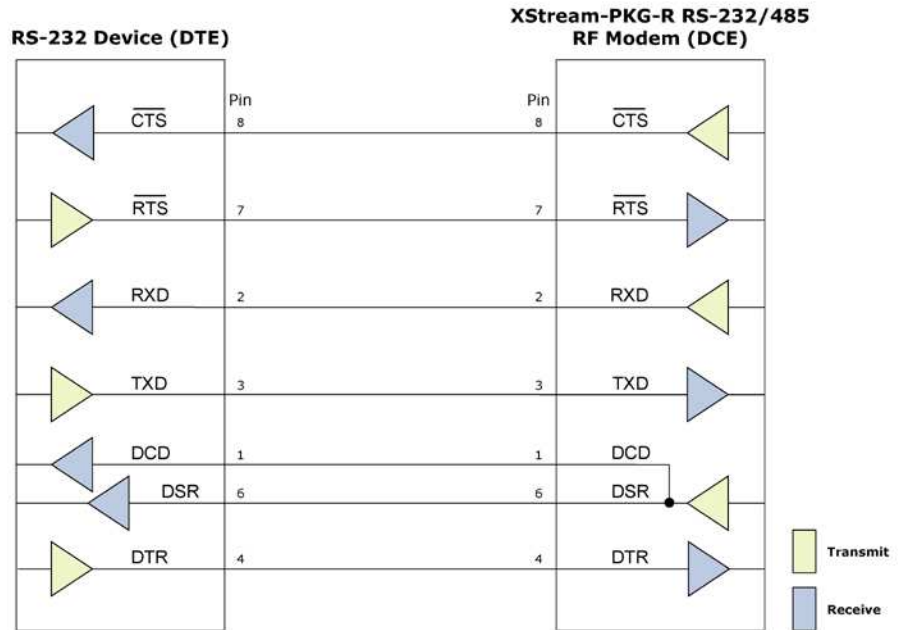 XStream-PKG-R RS-232/485
RS-232 Device (DTE) RF Modem (DCE)
Pin Pin
CTS 8 8 CTS
RTS 7 7 RTS
RXD 2 2 RXD
TXD 3 3 TXD
DCD 1 1 DCD
DSR 6 6 DSR
DTR 4 4 DTR
Transmit
Receive